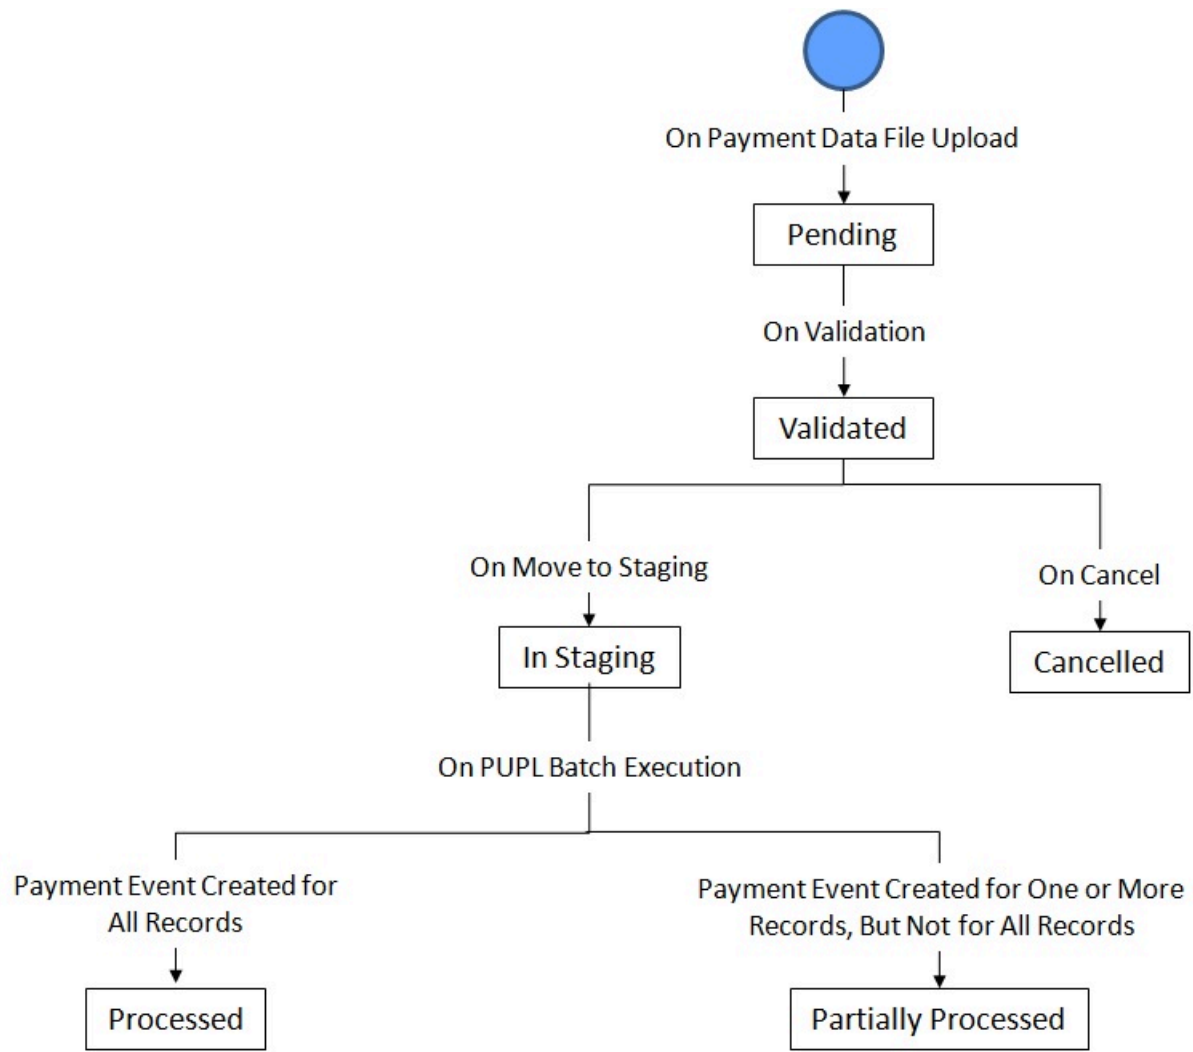 On Payment Data File Upload
Pending
On Validation
Validated
On Move to Staging
On Cancel
In Staging
Cancelled
On PUPL Batch Execution
Payment Event Created for
All Records
Payment Event Created for One or More
Records, But Not for All Records
Processed
Partially Processed